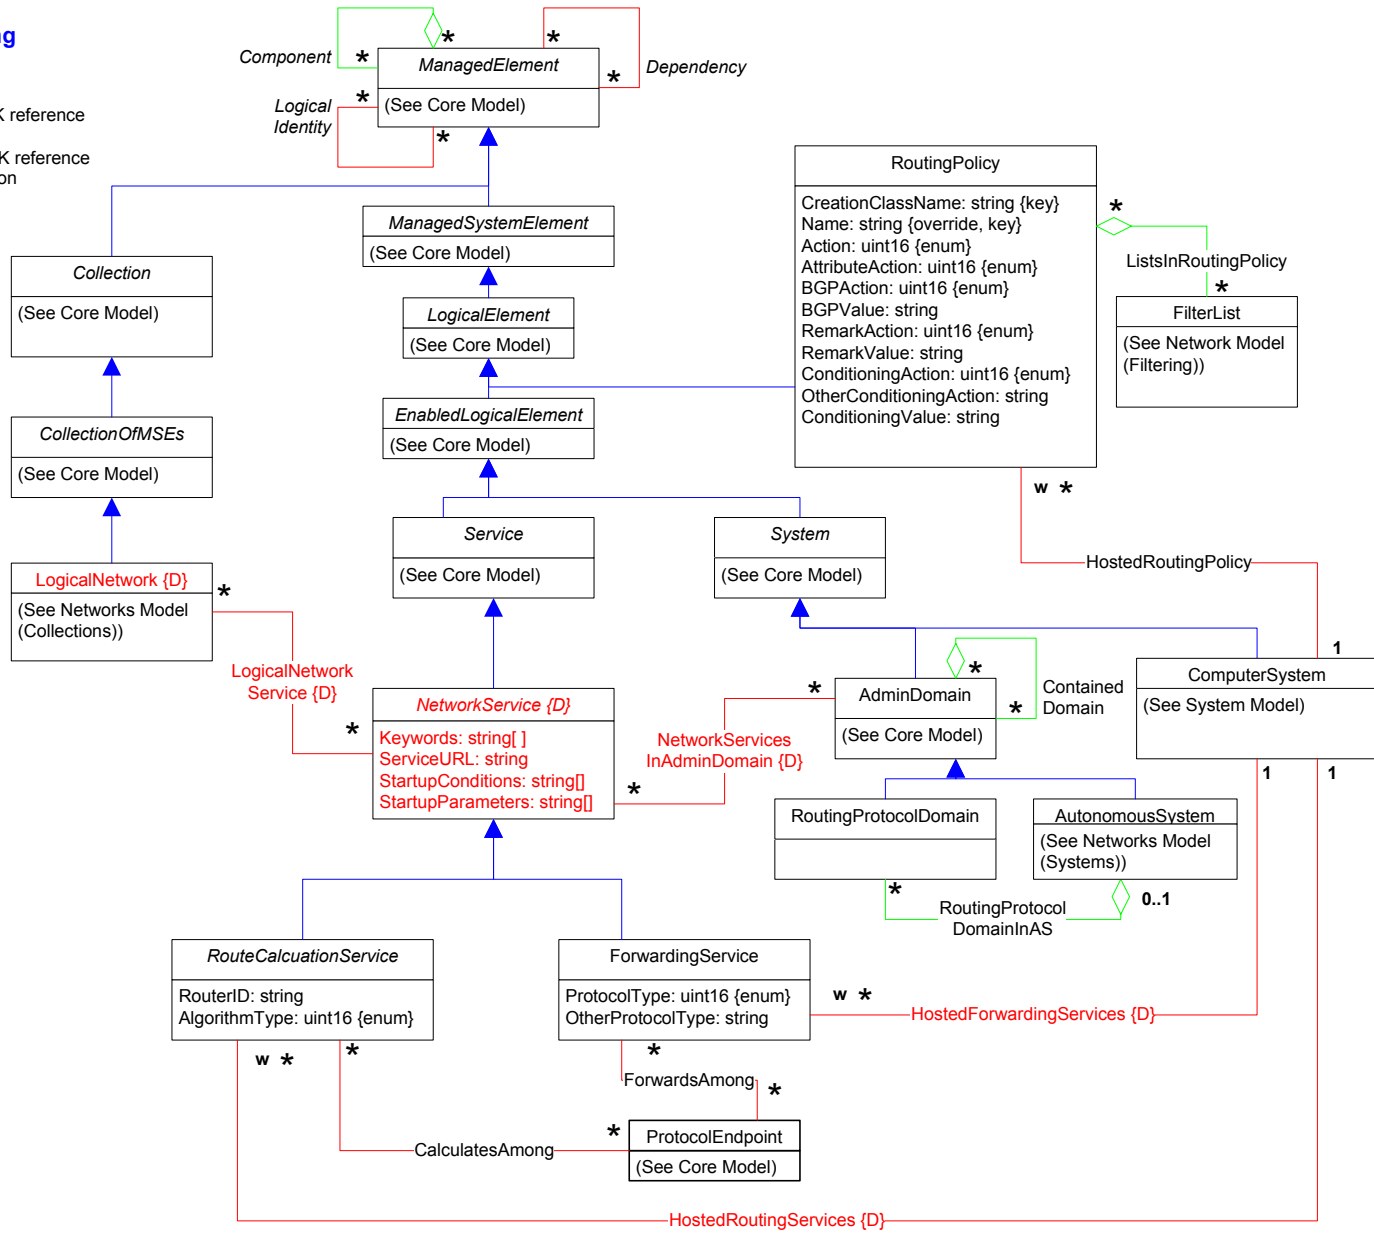 ng
K reference
K reference
on
Component
*
*
ManagedElement
(See Core Model)
*
*
Dependency
Logical
Identity
*
*
RoutingPolicy
CreationClassName: string {key}
Name: string {override, key}
Action: uint16 {enum}
AttributeAction: uint16 {enum}
BGPAction: uint16 {enum}
BGPValue: string
RemarkAction: uint16 {enum}
RemarkValue: string
ConditioningAction: uint16 {enum}
OtherConditioningAction: string
ConditioningValue: string
*
ListsInRoutingPolicy
*
FilterList
(See Network Model
(Filtering))
ManagedSystemElement
(See Core Model)
Collection
(See Core Model)
LogicalElement
(See Core Model)
EnabledLogicalElement
(See Core Model)
CollectionOfMSEs
(See Core Model)
w *
HostedRoutingPolicy
1
Service
(See Core Model)
System
(See Core Model)
LogicalNetwork {D}
(See Networks Model
(Collections))
*
LogicalNetwork
Service {D}
*
NetworkService {D}
Keywords: string[ ]
ServiceURL: string
StartupConditions: string[]
StartupParameters: string[]
*
NetworkServices
InAdminDomain {D}
*
AdminDomain
(See Core Model)
*
*
Contained
Domain
ComputerSystem
(See System Model)
1
1
RoutingProtocolDomain
AutonomousSystem
(See Networks Model
(Systems))
*
RoutingProtocol
DomainInAS
0..1
RouteCalcuationService
RouterID: string
AlgorithmType: uint16 {enum}
ForwardingService
ProtocolType: uint16 {enum}
OtherProtocolType: string
w *
HostedForwardingServices {D}
w *
*
*
ForwardsAmong
*
CalculatesAmong
*
ProtocolEndpoint
(See Core Model)
HostedRoutingServices {D}